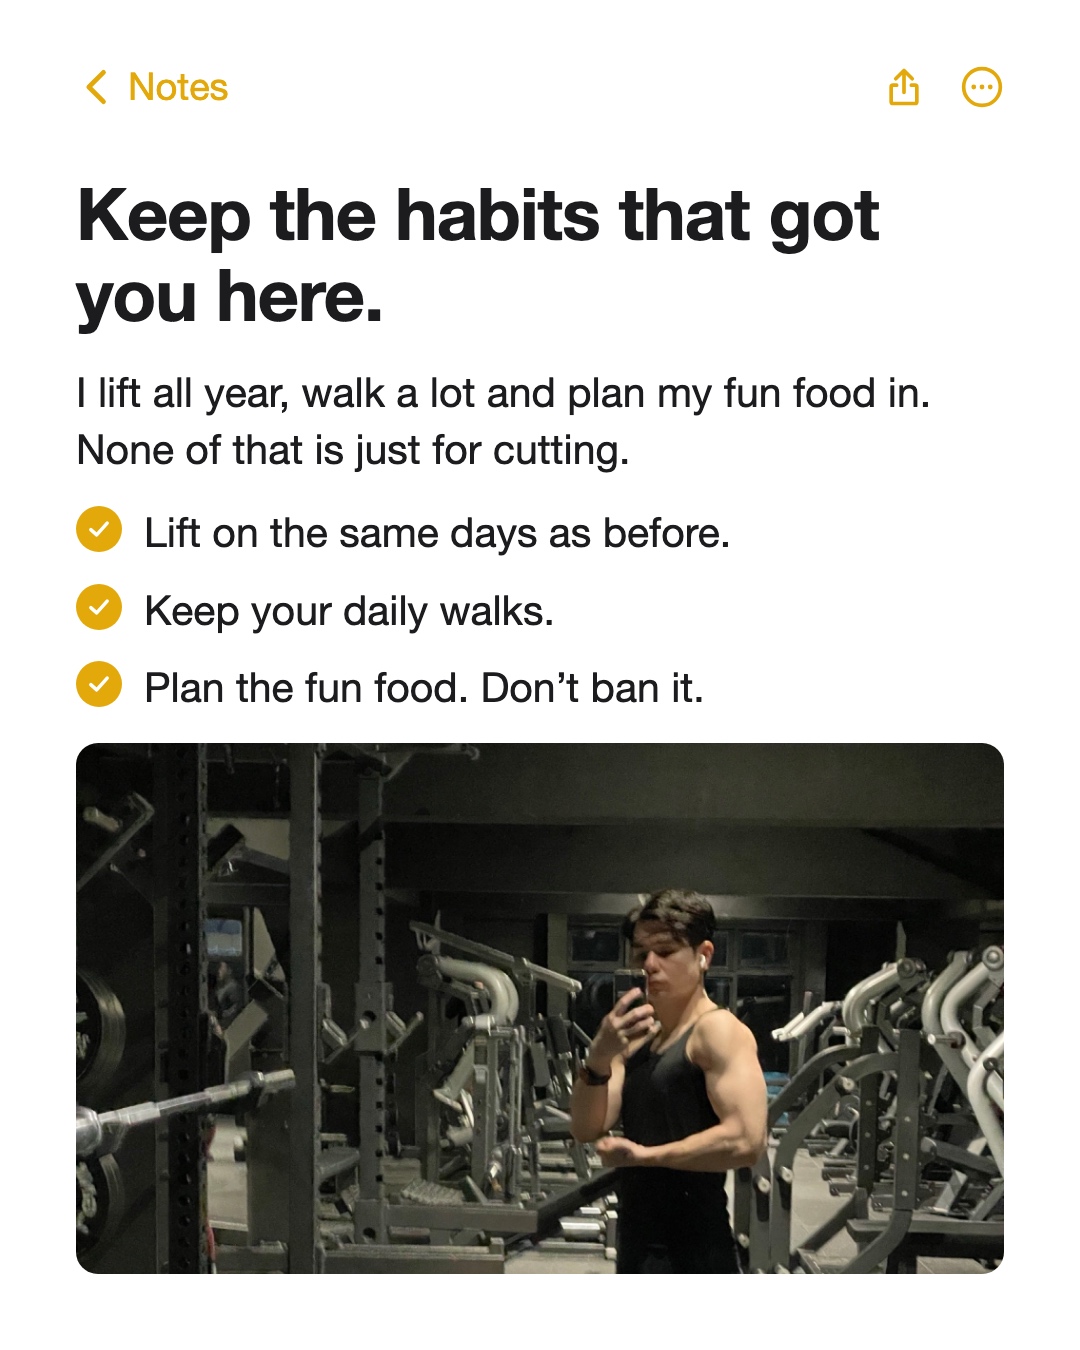 Notes
Keep the habits that got
you here.
I lift all year, walk a lot and plan my fun food in.
None of that is just for cutting.
Lift on the same days as before.
Keep your daily walks.
Plan the fun food. Don’t ban it.